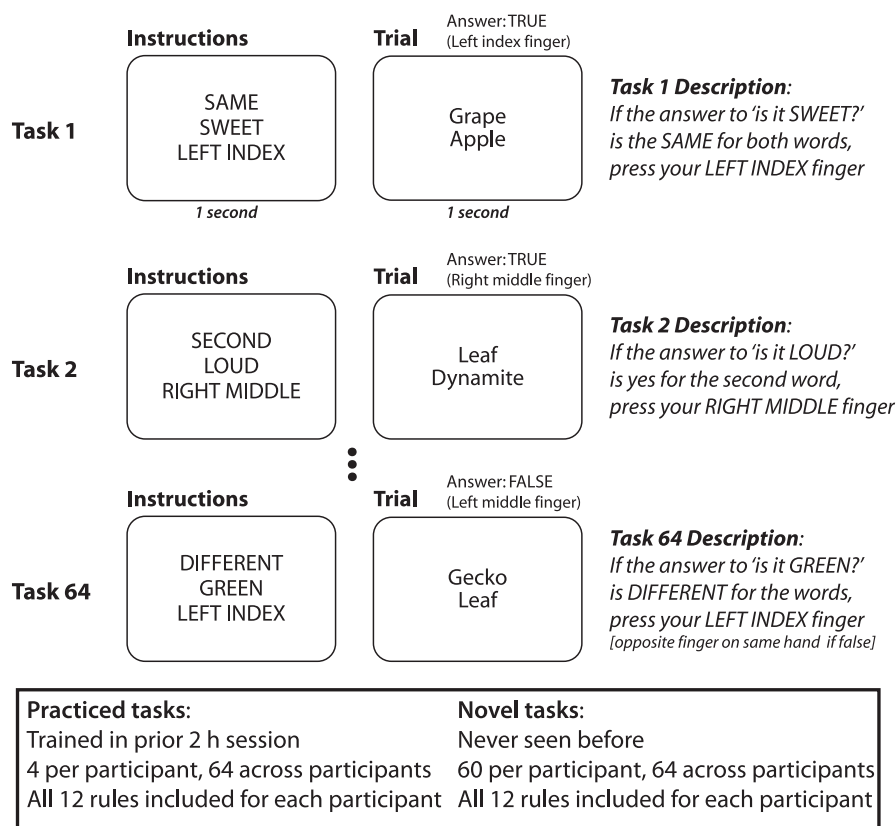 Answer: TRUE
Instructions Trial (Left index finger)
Task 1
SAME
SWEET
LEFT INDEX
Grape
Apple
Task 1 Description:
If the answer to 'is it SWEET?'
is the SAME for both words,
press your LEFT INDEX finger
1 second 1 second
Answer: TRUE
Instructions Trial (Right middle finger)
Task 2
SECOND
LOUD
RIGHT MIDDLE
Leaf
Dynamite
Task 2 Description:
If the answer to 'is it LOUD?'
is yes for the second word,
press your RIGHT MIDDLE finger
Answer: FALSE
Instructions Trial (Left middle finger)
Task 64
DIFFERENT
GREEN
LEFT INDEX
Gecko
Leaf
Task 64 Description:
If the answer to 'is it GREEN?'
is DIFFERENT for the words,
press your LEFT INDEX finger
[opposite finger on same hand if false]
Practiced tasks:
Trained in prior 2 h session
4 per participant, 64 across participants
All 12 rules included for each participant
Novel tasks:
Never seen before
60 per participant, 64 across participants
All 12 rules included for each participant